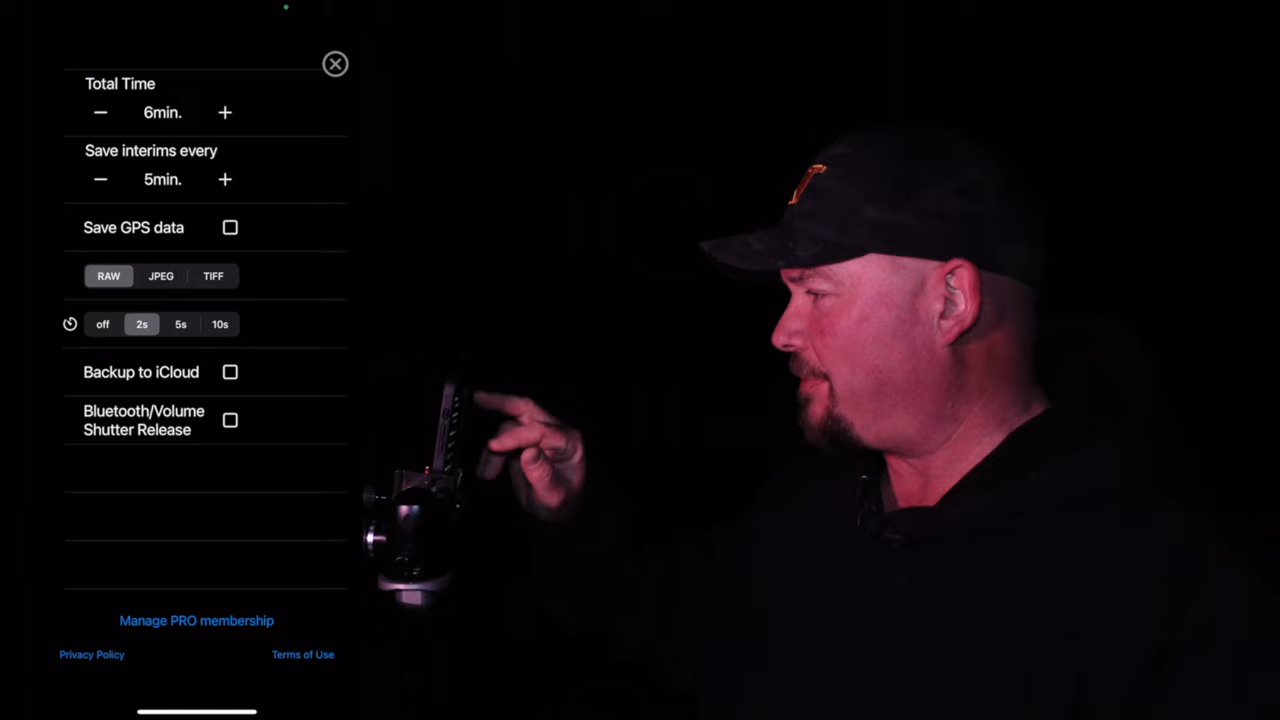 Total Time
6min.
Save interims every
5min.
Save GPS data
RAW JPEG TIFF
off 2s 5s 10s
Backup to iCloud
Bluetooth/Volume
Shutter Release
Manage PRO membership
Privacy Policy Terms of Use